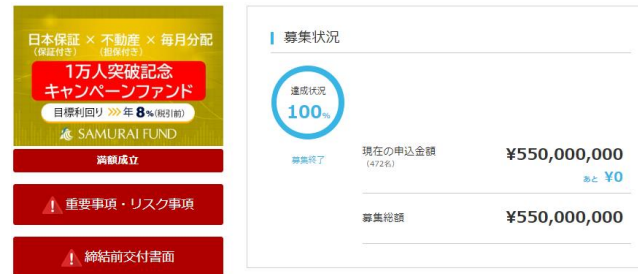 日本保証 × 不動産 × 毎月分配
(保証付き) (担保付き)
1万人突破記念
キャンペーンファンド
目標利回り >>> 年 8%(税引前)
SAMURAI FUND
満額成立
重要事項・リスク事項
締結前交付書面
募集状況
達成状況
100%
募集終了
現在の申込金額
(472名)
¥550,000,000
あと ¥0
募集総額
¥550,000,000